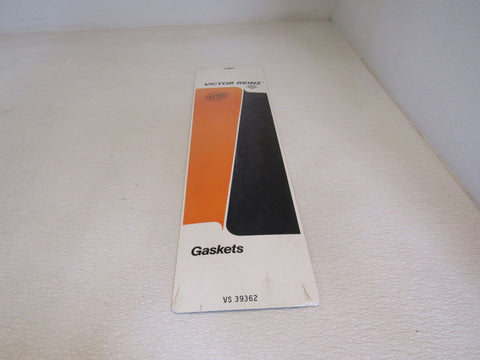 VICTOR REINZ
Gaskets
VS 39362